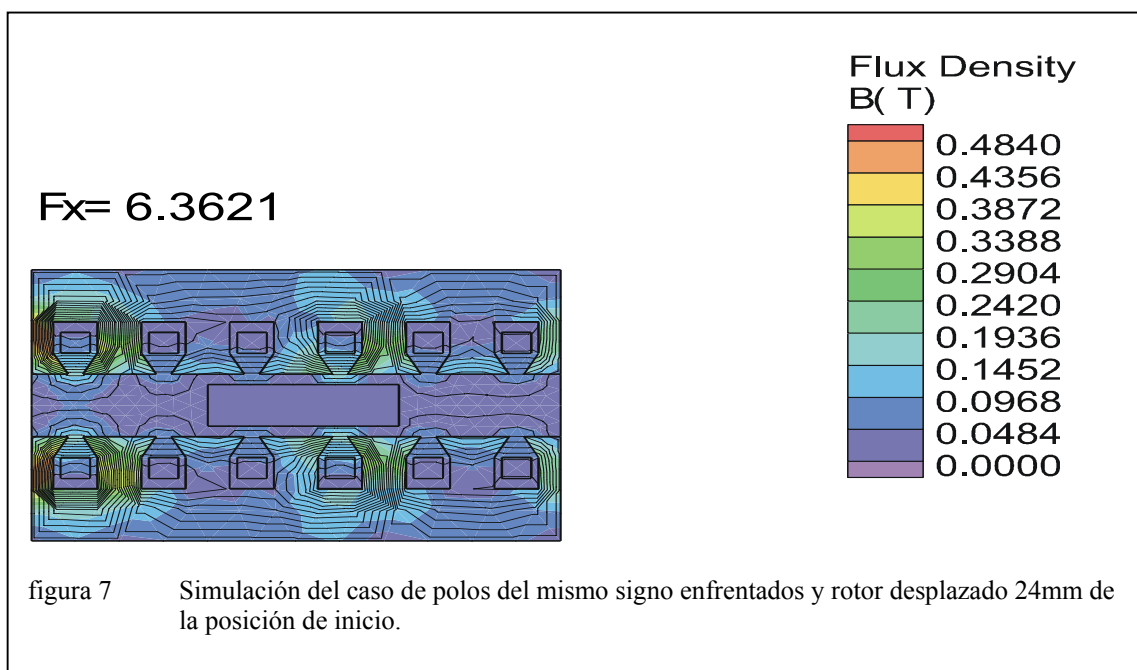 Flux Density
B( T)
0.4840
0.4356
0.3872
0.3388
0.2904
0.2420
0.1936
0.1452
0.0968
0.0484
0.0000
Fx= 6.3621
figura 7 Simulación del caso de polos del mismo signo enfrentados y rotor desplazado 24mm de
la posición de inicio.